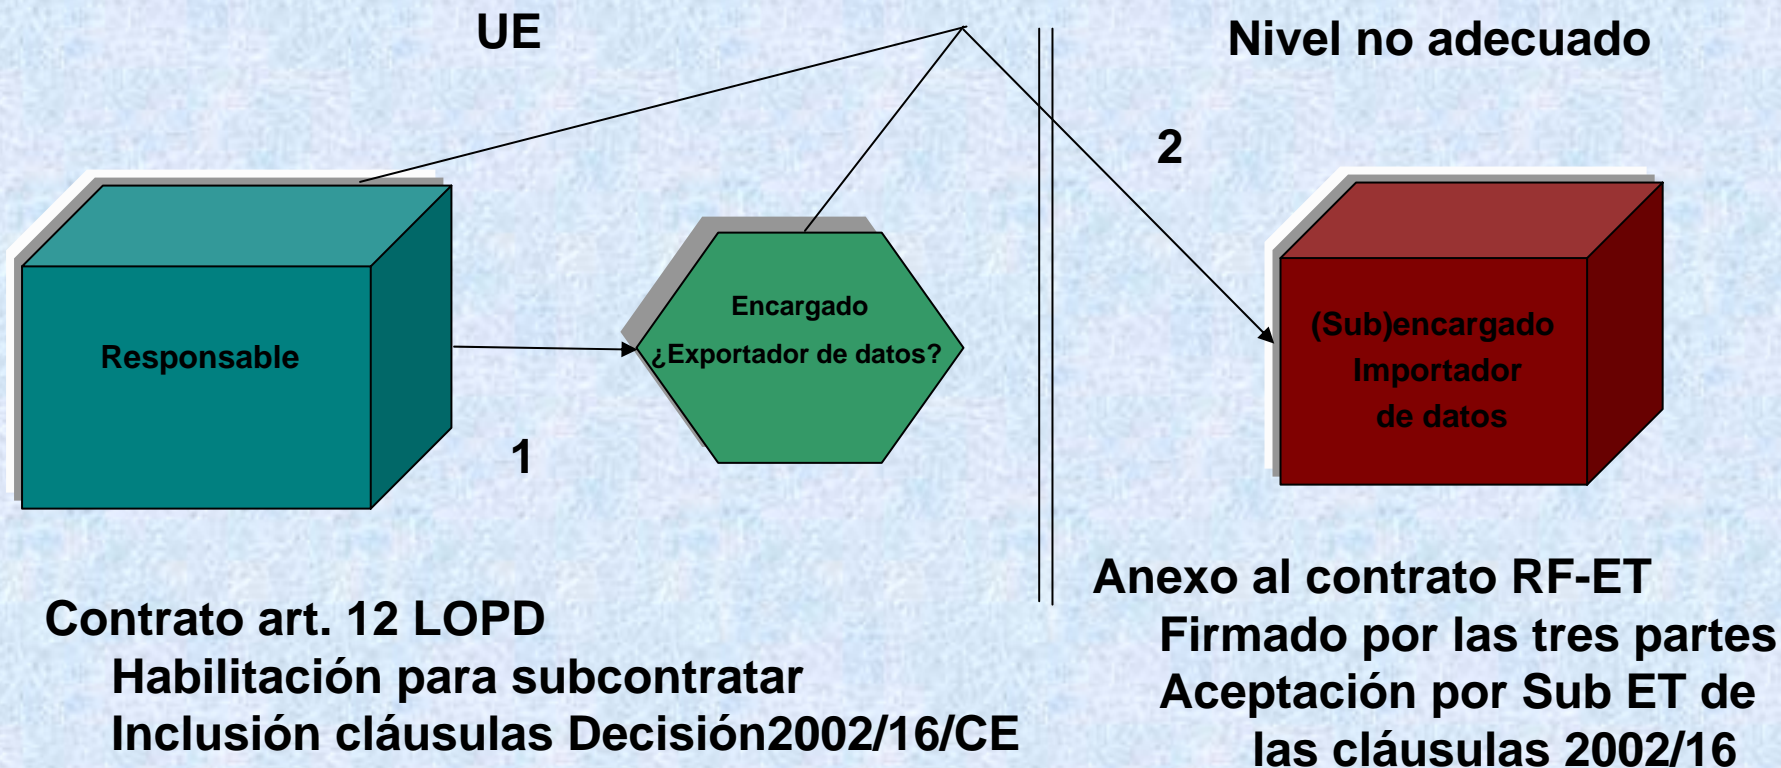 UE
Nivel no adecuado
2
Responsable
Encargado
¿Exportador de datos?
(Sub)encargado
Importador
de datos
1
Contrato art. 12 LOPD
Habilitación para subcontratar
Inclusión cláusulas Decisión2002/16/CE
Anexo al contrato RF-ET
Firmado por las tres partes
Aceptación por Sub ET de
las cláusulas 2002/16